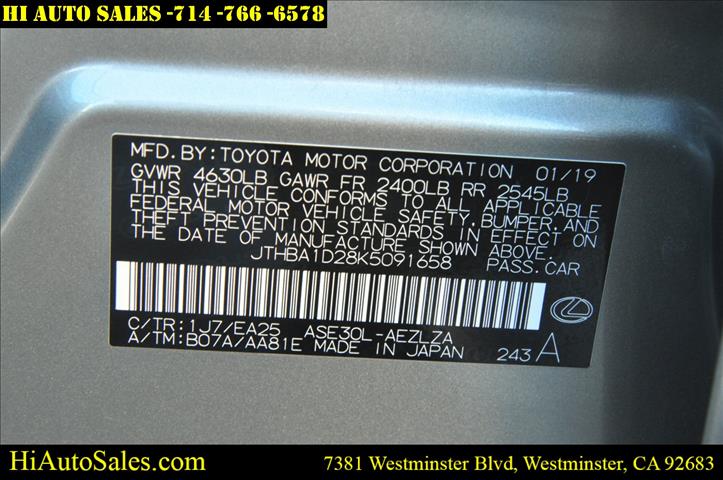 HI AUTO SALES -714 -766 -6578
MFD. BY: TOYOTA MOTOR CORPORATION 01/19
GVWR 4630LB GAWR FR 2400LB RR 2545LB
THIS VEHICLE CONFORMS TO ALL APPLICABLE
FEDERAL MOTOR VEHICLE SAFETY, BUMPER, AND
THEFT PREVENTION STANDARDS IN EFFECT ON
THE DATE OF MANUFACTURE SHOWN ABOVE.
JTHBA1D28K5091658 PASS. CAR
C/TR: 1J7/EA25 ASE30L-AEZLZA
A/TM: B07A/AA81E MADE IN JAPAN 243 A
HiAutoSales.com
7381 Westminster Blvd, Westminster, CA 92683